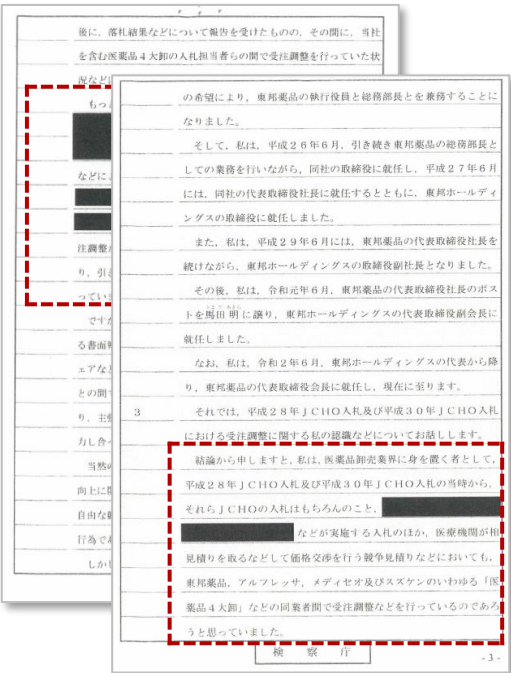 後に，落札結果などについて報告を受けたものの，その間に，当社
を含む医薬品４大卸の入札担当者らの間で受注調整を行っていた状
況など
もっ
などに
注調整
り，引き
ってい
ですか
る書面
ェアな
との間
り，主
力し合
当然
向上に
自由な
行為であ
しか
の希望により，東邦薬品の執行役員と総務部長とを兼務することに
なりました。
そして，私は，平成２６年６月，引き続き東邦薬品の総務部長と
しての業務を行いながら，同社の取締役に就任し，平成２７年６月
には，同社の代表取締役社長に就任するとともに，東邦ホールディ
ングスの取締役に就任しました。
また，私は，平成２９年６月には，東邦薬品の代表取締役社長を
続けながら，東邦ホールディングスの取締役副社長となりました。
その後，私は，令和元年６月，東邦薬品の代表取締役社長のポス
トを馬田明に譲り，東邦ホールディングスの代表取締役副会長に
就任しました。
なお，私は，令和２年６月，東邦ホールディングスの代表から降
り，東邦薬品の代表取締役会長に就任し，現在に至ります。
３ それでは，平成２８年ＪＣＨＯ入札及び平成３０年ＪＣＨＯ入札
における受注調整に関する私の認識などについてお話しします。
結論から申しますと，私は，医薬品卸売業界に身を置く者として，
平成２８年ＪＣＨＯ入札及び平成３０年ＪＣＨＯ入札の当時から，
それらＪＣＨＯの入札はもちろんのこと，
などが実施する入札のほか，医療機関が相
見積りを取るなどして価格交渉を行う競争見積りなどにおいても，
東邦薬品，アルフレッサ，メディセオ及びスズケンのいわゆる「医
薬品４大卸」などの同業者間で受注調整などを行っているのであろ
うと思っていました。
検 察 庁
- 3 -